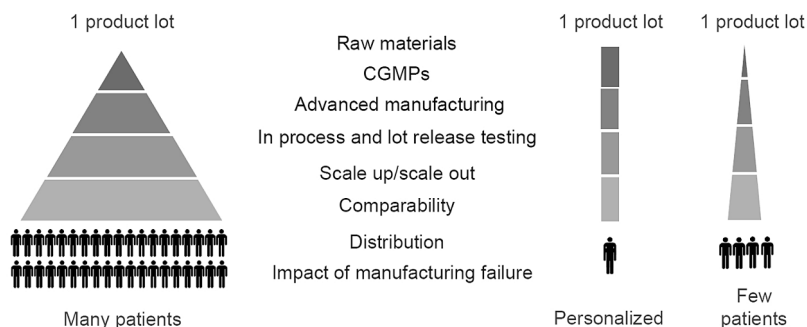 1 product lot
1 product lot
1 product lot
Raw materials
CGMPs
Advanced manufacturing
In process and lot release testing
Scale up/scale out
Comparability
Distribution
Impact of manufacturing failure
Many patients
Personalized
Few
patients